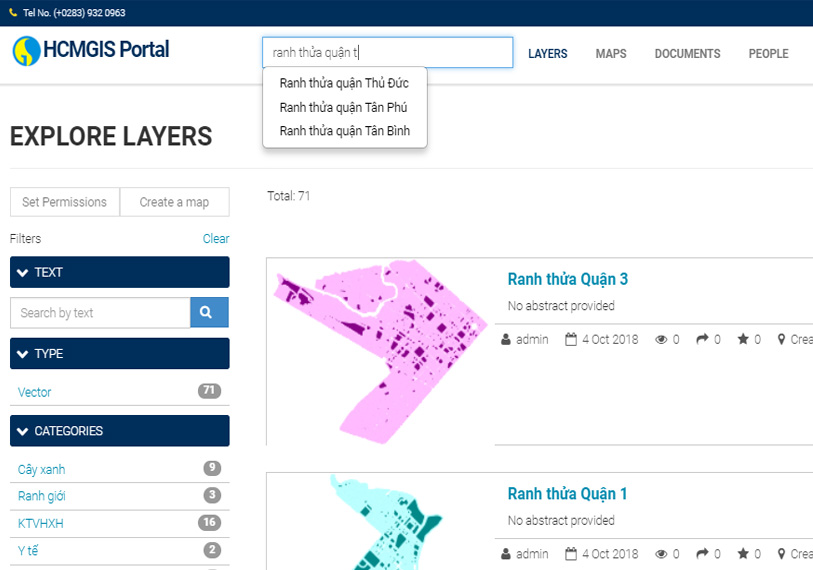 Tel No. (+0283) 932 0963
HCMGIS Portal
ranh thửa quận t
LAYERS MAPS DOCUMENTS PEOPLE
Ranh thửa quận Thủ Đức
Ranh thửa quận Tân Phú
Ranh thửa quận Tân Bình
EXPLORE LAYERS
Set Permissions Create a map
Total: 71
Filters Clear
TEXT
Search by text
TYPE
Vector 71
CATEGORIES
Cây xanh 9
Ranh giới 3
KTVHXH 16
Y tế 2
Ranh thửa Quận 3
No abstract provided
admin 4 Oct 2018 0 0 0 Crea
Ranh thửa Quận 1
No abstract provided
admin 4 Oct 2018 0 0 0 Crea